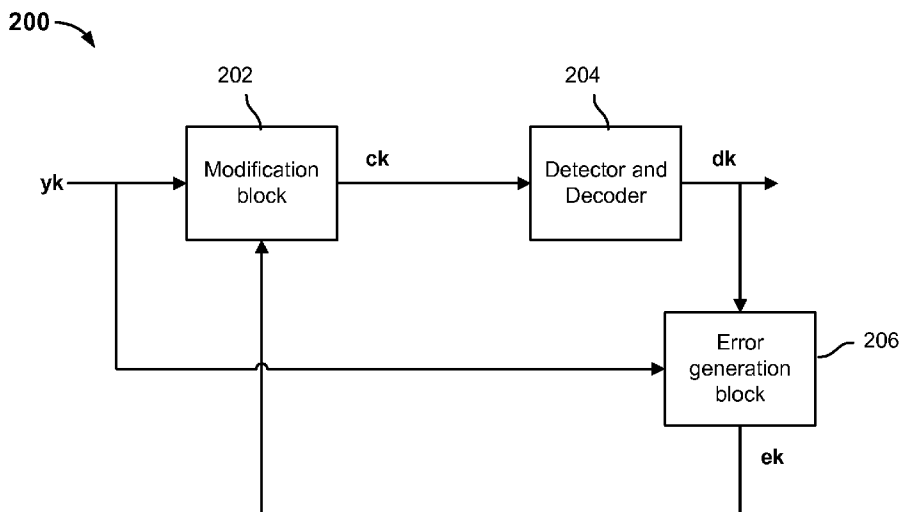 200
202
204
yk
Modification
block
ck
Detector and
Decoder
dk
Error
generation
block
206
ek